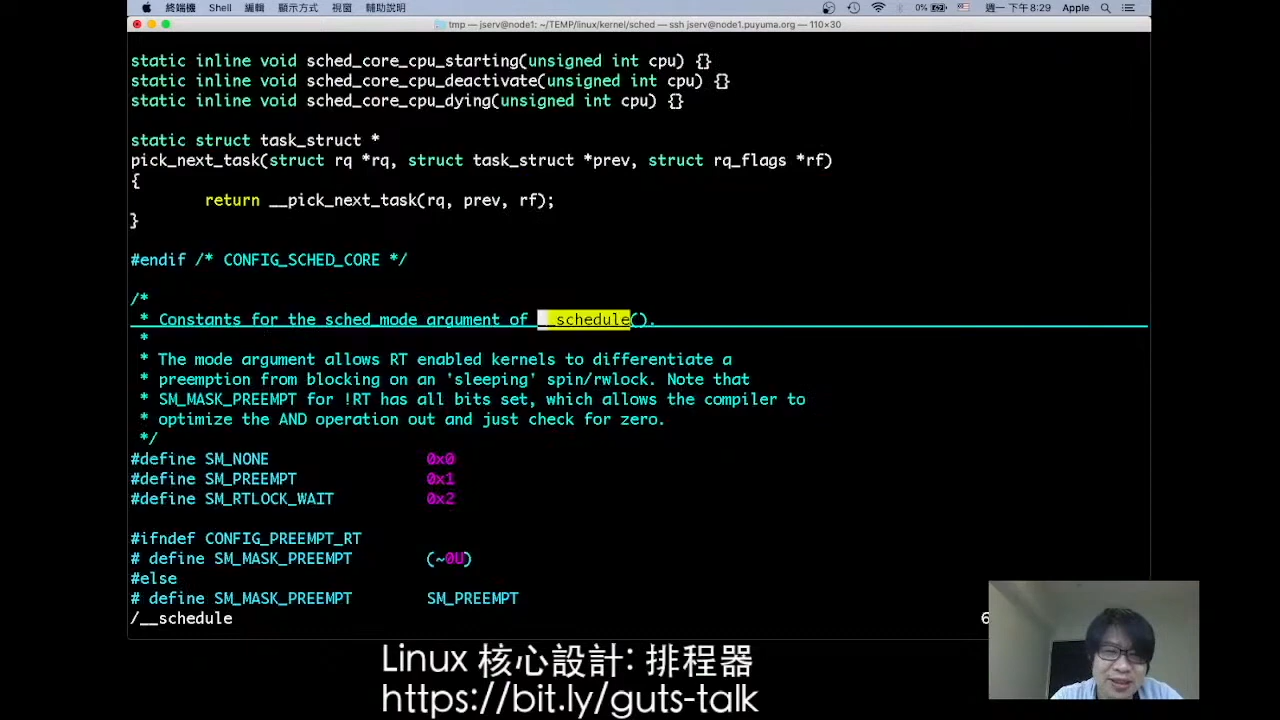 終端機 Shell 編輯 顯示方式 視窗 輔助說明 0% 週一 下午8:29 Apple
tmp — jserv@node1: ~/TEMP/linux/kernel/sched — ssh jserv@node1.puyuma.org — 110×30
static inline void sched_core_cpu_starting(unsigned int cpu) {}
static inline void sched_core_cpu_deactivate(unsigned int cpu) {}
static inline void sched_core_cpu_dying(unsigned int cpu) {}
static struct task_struct *
pick_next_task(struct rq *rq, struct task_struct *prev, struct rq_flags *rf)
{
return __pick_next_task(rq, prev, rf);
}
#endif /* CONFIG_SCHED_CORE */
/*
* Constants for the sched_mode argument of __schedule().
*
* The mode argument allows RT enabled kernels to differentiate a
* preemption from blocking on an 'sleeping' spin/rwlock. Note that
* SM_MASK_PREEMPT for !RT has all bits set, which allows the compiler to
* optimize the AND operation out and just check for zero.
*/
#define SM_NONE 0x0
#define SM_PREEMPT 0x1
#define SM_RTLOCK_WAIT 0x2
#ifndef CONFIG_PREEMPT_RT
# define SM_MASK_PREEMPT (~0U)
#else
# define SM_MASK_PREEMPT SM_PREEMPT
/__schedule 6
Linux 核心設計: 排程器
https://bit.ly/guts-talk